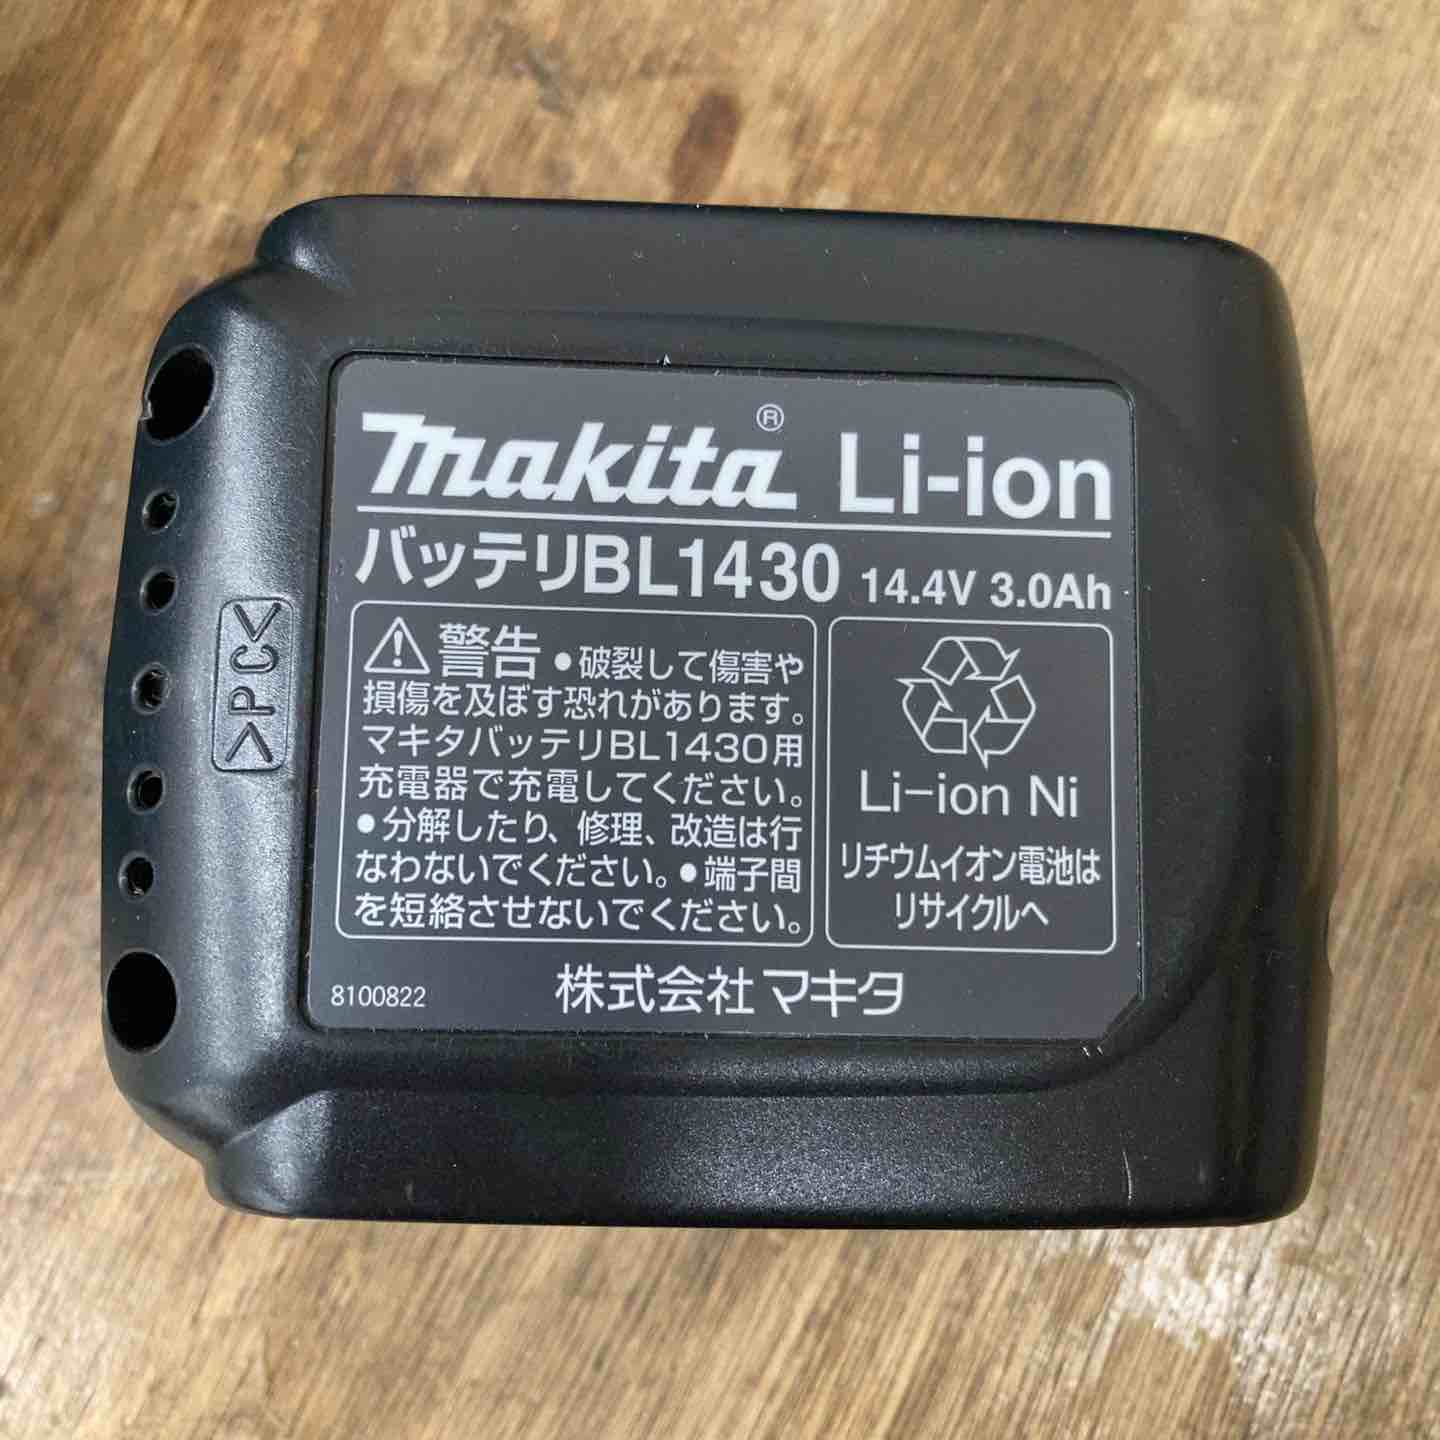 makita® Li-ion
バッテリBL1430 14.4V 3.0Ah
⚠警告 ●破裂して傷害や
損傷を及ぼす恐れがあります。
マキタバッテリBL1430用
充電器で充電してください。
●分解したり、修理、改造は行
なわないでください。●端子間
を短絡させないでください。
Li-ion Ni
リチウムイオン電池は
リサイクルへ
8100822
株式会社マキタ
>PC<